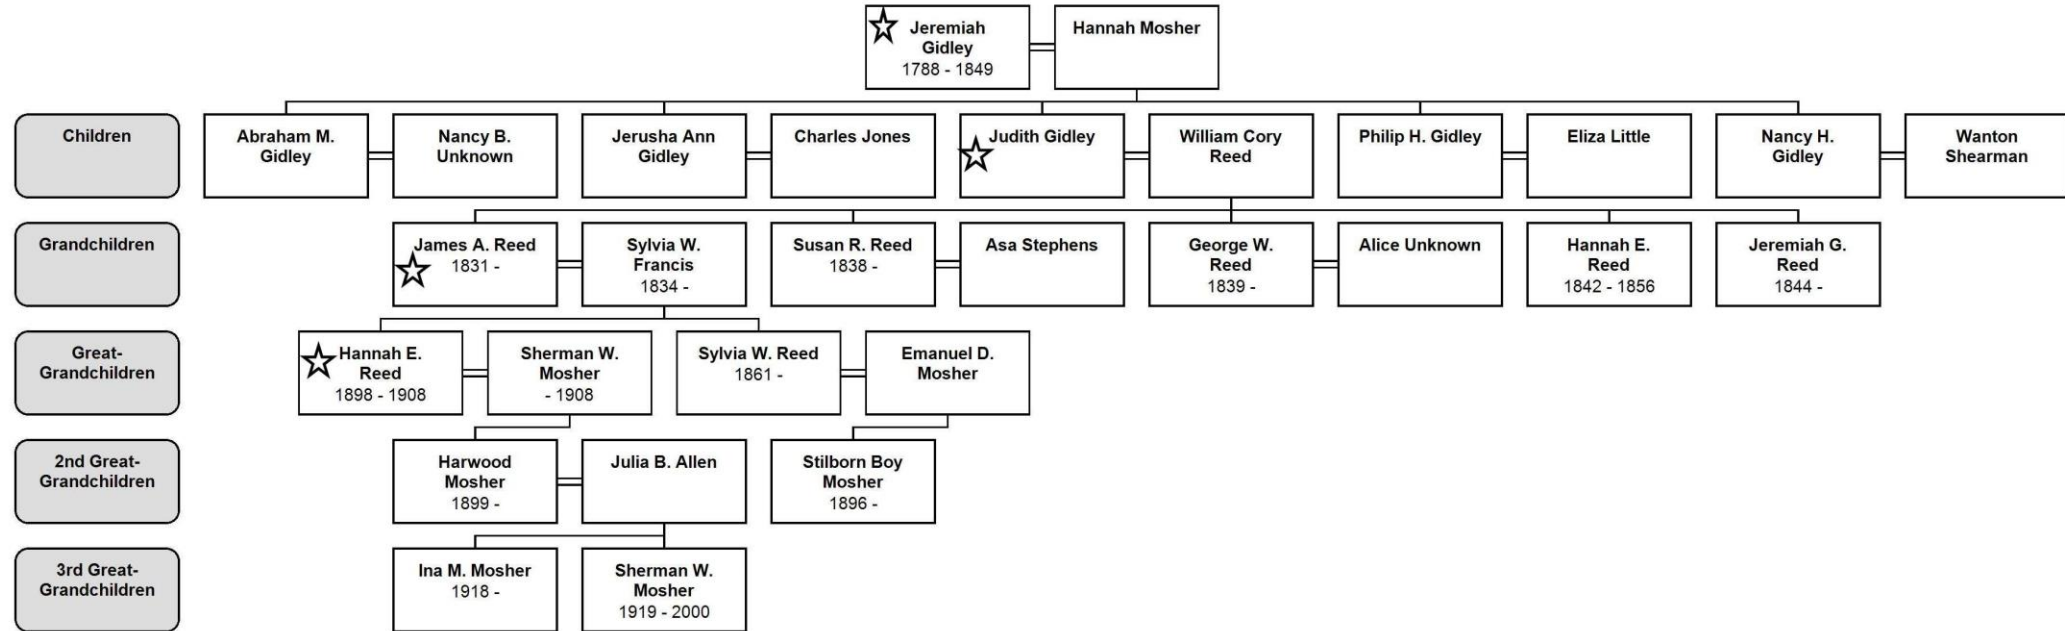 Jeremiah
Gidley
1788 - 1849
Hannah Mosher
Children
Abraham M.
Gidley
Nancy B.
Unknown
Jerusha Ann
Gidley
Charles Jones
Judith Gidley
William Cory
Reed
Philip H. Gidley
Eliza Little
Nancy H.
Gidley
Wanton
Shearman
Grandchildren
James A. Reed
1831 -
Sylvia W.
Francis
1834 -
Susan R. Reed
1838 -
Asa Stephens
George W.
Reed
1839 -
Alice Unknown
Hannah E.
Reed
1842 - 1856
Jeremiah G.
Reed
1844 -
Great-
Grandchildren
Hannah E.
Reed
1898 - 1908
Sherman W.
Mosher
- 1908
Sylvia W. Reed
1861 -
Emanuel D.
Mosher
2nd Great-
Grandchildren
Harwood
Mosher
1899 -
Julia B. Allen
Stilborn Boy
Mosher
1896 -
3rd Great-
Grandchildren
Ina M. Mosher
1918 -
Sherman W.
Mosher
1919 - 2000